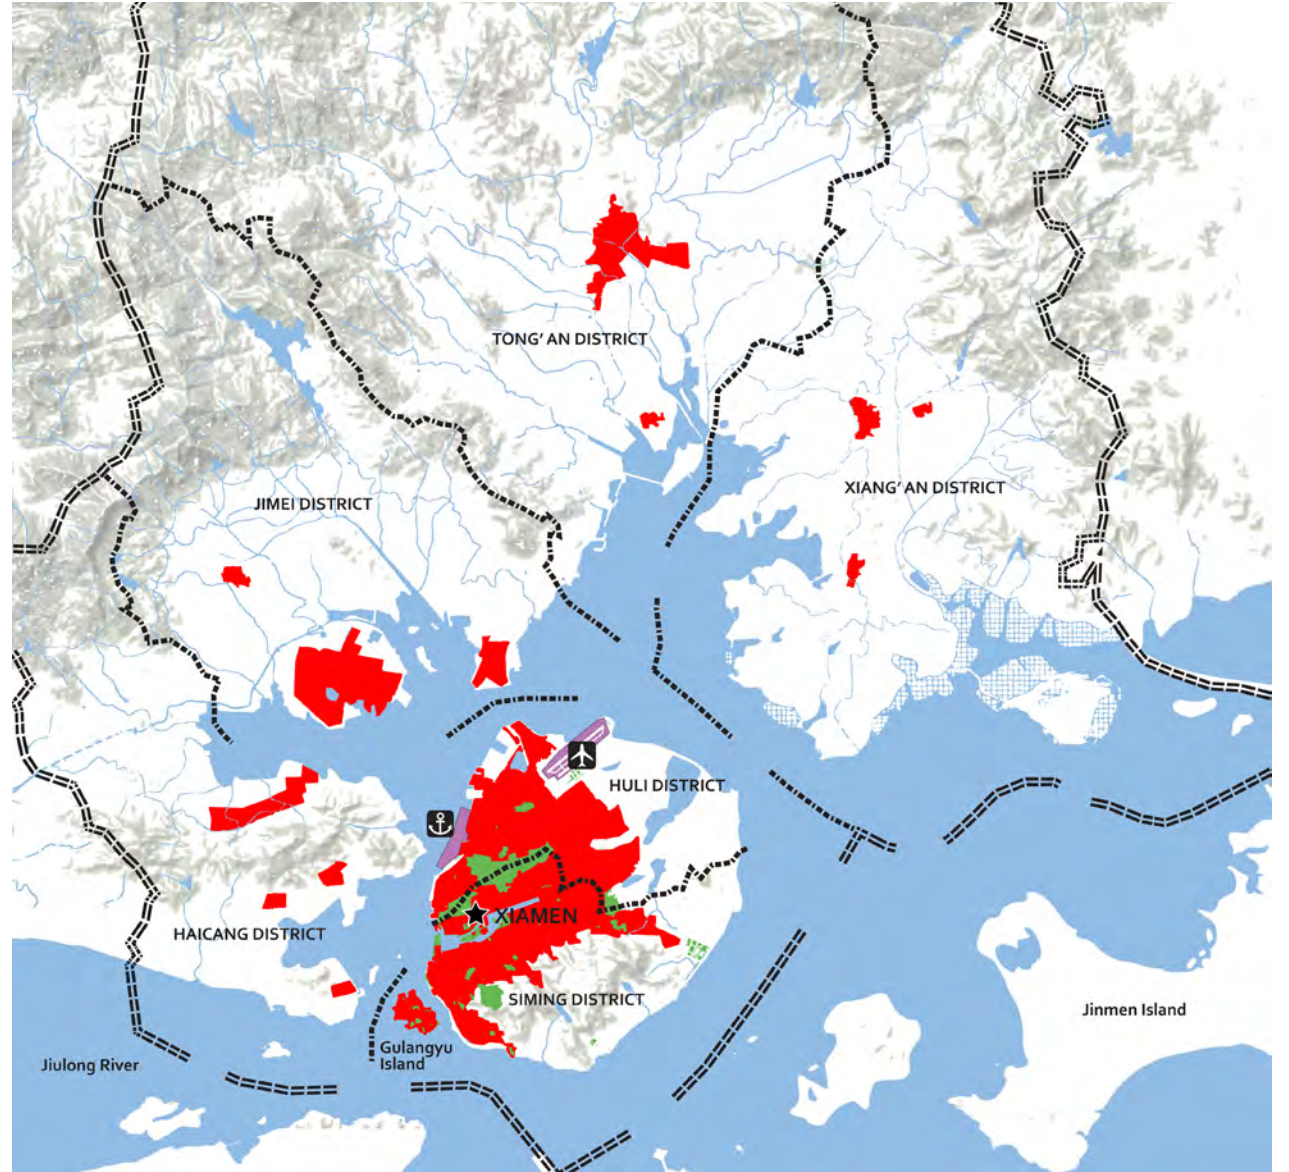 TONG' AN DISTRICT
XIANG' AN DISTRICT
JIMEI DISTRICT
HULI DISTRICT
XIAMEN
HAICANG DISTRICT
SIMING DISTRICT
Jinmen Island
Gulangyu
Island
Jiulong River